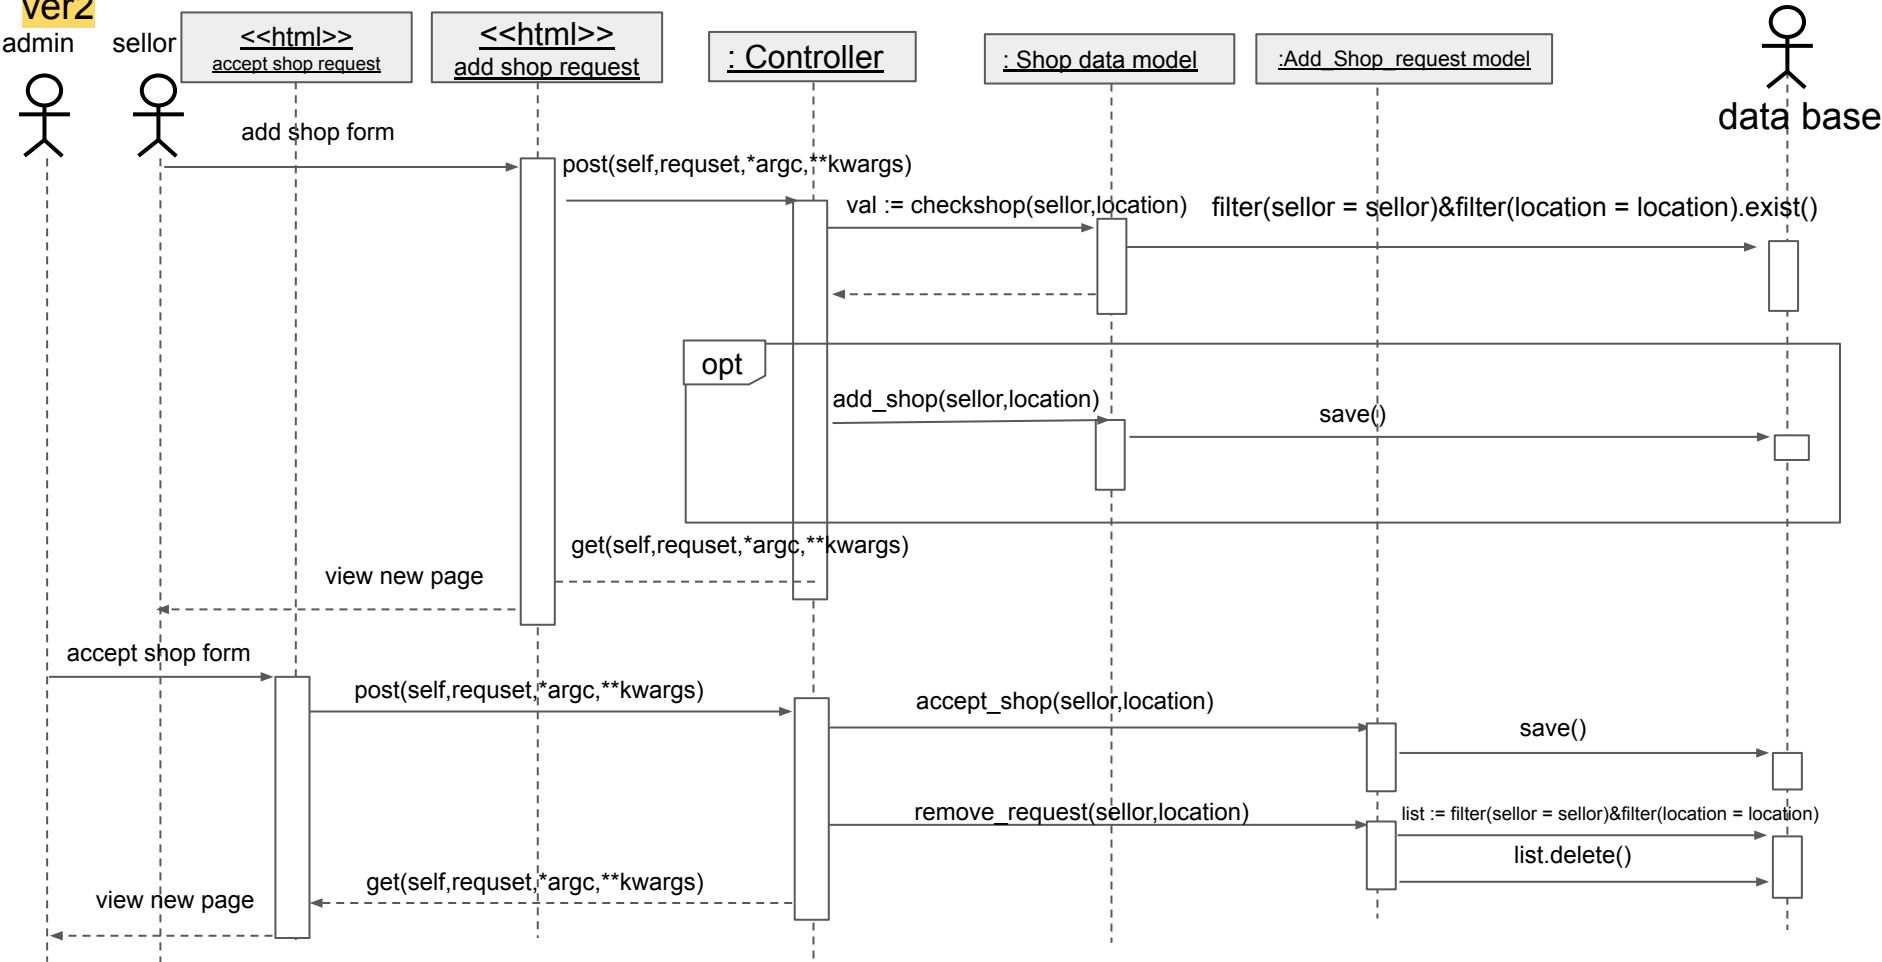 ver2
admin
sellor
<<html>>
accept shop request
<<html>>
add shop request
: Controller
: Shop data model
:Add_Shop_request model
data base
add shop form
post(self,requset,*argc,**kwargs)
val := checkshop(sellor,location)
filter(sellor = sellor)&filter(location = location).exist()
opt
add_shop(sellor,location)
save()
get(self,requset,*argc,**kwargs)
view new page
accept shop form
post(self,requset,*argc,**kwargs)
accept_shop(sellor,location)
save()
remove_request(sellor,location)
list := filter(sellor = sellor)&filter(location = location)
list.delete()
get(self,requset,*argc,**kwargs)
view new page